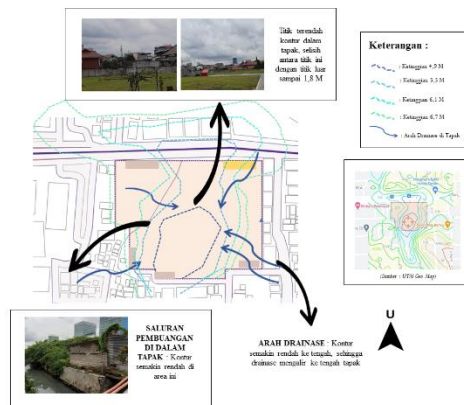 Titik terendah
kontur dalam
tapak, selisih
antara titik ini
dengan titik luar
sampai 1,8 M
Keterangan :
: Ketinggian 4,9 M
: Ketinggian 5,5 M
: Ketinggian 6,1 M
: Ketinggian 6,7 M
: Arah Drainase di Tapak
(Sumber : UTM Geo Map)
SALURAN
PEMBUANGAN
DI DALAM
TAPAK : Kontur
semakin rendah di
area ini
ARAH DRAINASE : Kontur
semakin rendah ke tengah, sehingga
drainase mengalir ke tengah tapak
U